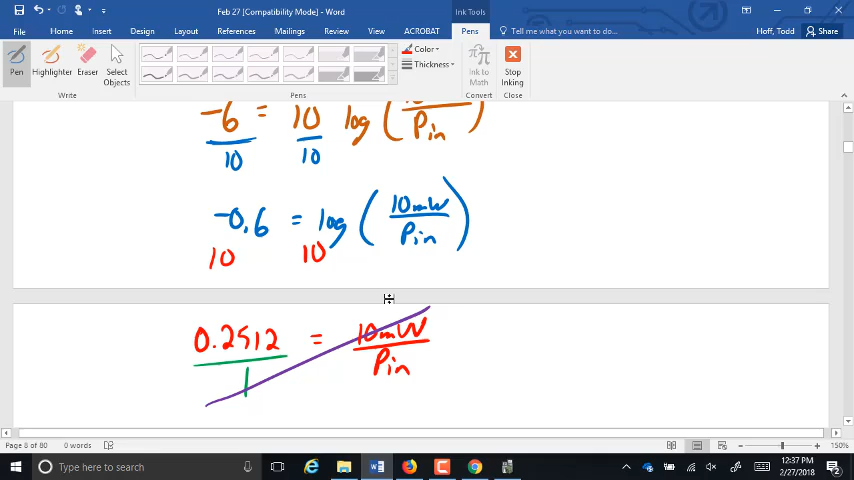 Feb 27 [Compatibility Mode] - Word
Ink Tools
Hoff, Todd
File Home Insert Draw Design Layout References Mailings Review View ACROBAT Pens Tell me what you want to do... Share
Pen Highlighter Eraser Select Objects
Color
Thickness
Ink to Math
Stop Inking
Write Pens Convert Close
-6 = 10 log ( Pin )
10 10
-0.6 = log ( 10mW / Pin )
10 10
0.2512 = 10mW / Pin
1
Page 8 of 80 0 words 150%
Type here to search
12:37 PM
2/27/2018
2